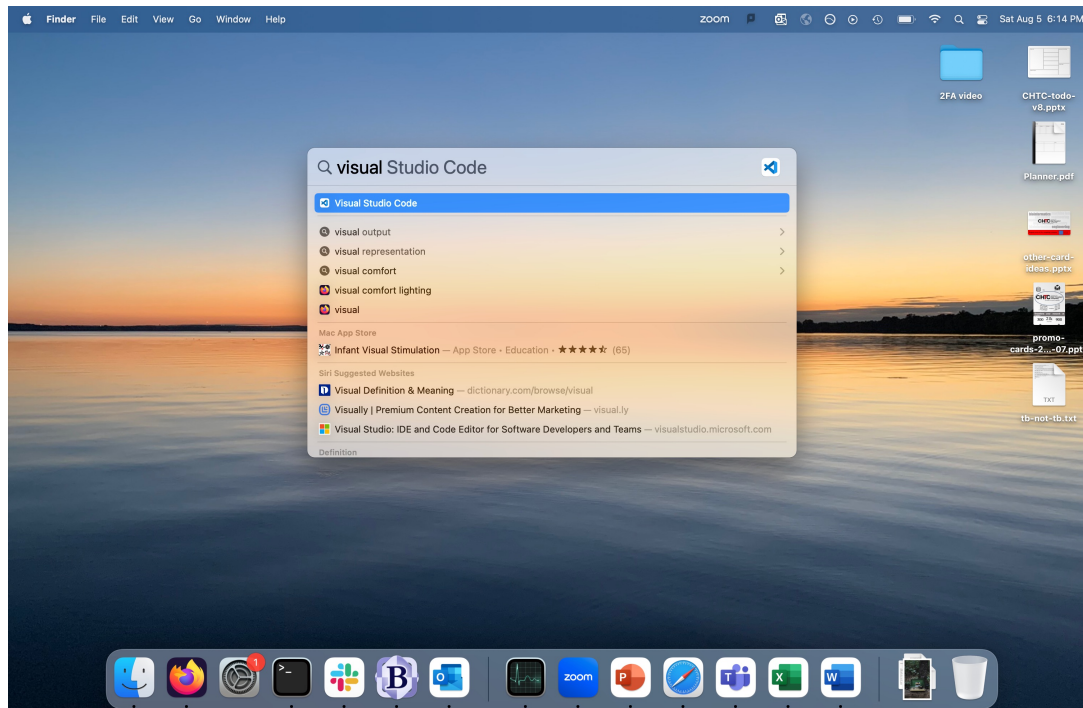 Finder File Edit View Go Window Help
zoom
Sat Aug 5 6:14 PM
2FA video
CHTC-todo-
v8.pptx
Planner.pdf
other-card-
ideas.pptx
promo-
cards-2...-07.ppt
TXT
tb-not-tb.txt
visual Studio Code
Visual Studio Code
visual output
visual representation
visual comfort
visual comfort lighting
visual
Mac App Store
Infant Visual Stimulation — App Store • Education • ★★★★⯨ (65)
Siri Suggested Websites
Visual Definition & Meaning — dictionary.com/browse/visual
Visually | Premium Content Creation for Better Marketing — visual.ly
Visual Studio: IDE and Code Editor for Software Developers and Teams — visualstudio.microsoft.com
Definition
1
>_
B
zoom
P
X
W